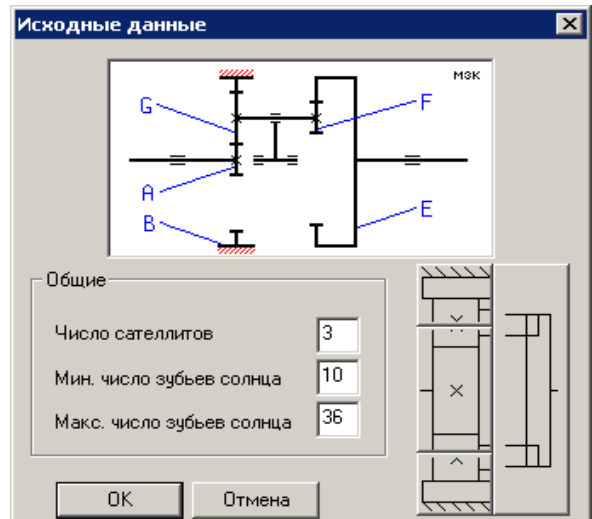 Исходные данные
мзк
G
F
A
B
E
Общие
Число сателлитов
3
Мин. число зубьев солнца
10
Макс. число зубьев солнца
36
OK
Отмена